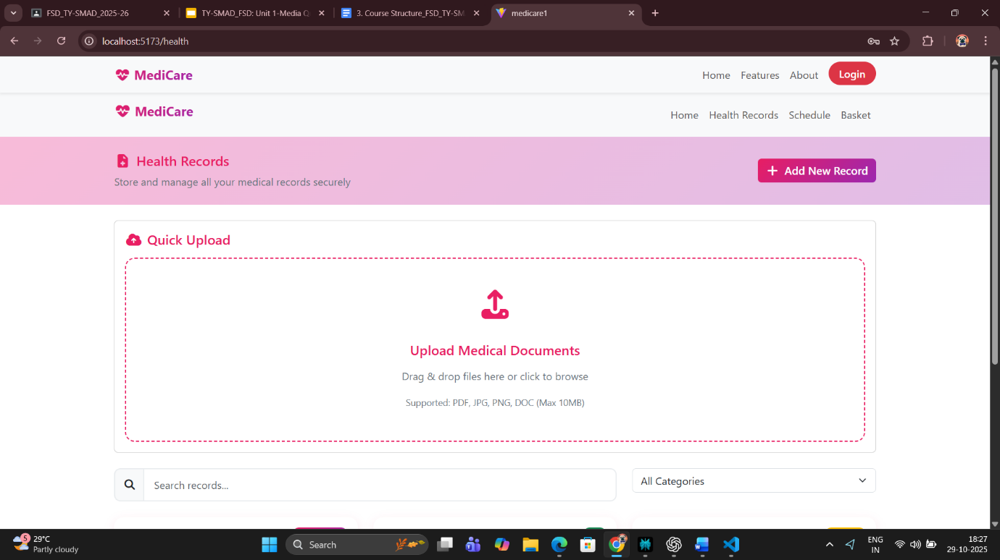 FSD_TY-SMAD_2025-26
TY-SMAD_FSD: Unit 1-Media Q
3. Course Structure_FSD_TY-SM
medicare1
localhost:5173/health
MediCare
Home Features About Login
MediCare
Home Health Records Schedule Basket
Health Records
Store and manage all your medical records securely
+ Add New Record
Quick Upload
Upload Medical Documents
Drag & drop files here or click to browse
Supported: PDF, JPG, PNG, DOC (Max 10MB)
Search records...
All Categories
5
29°C
Partly cloudy
Search
ENG
IN
18:27
29-10-2025